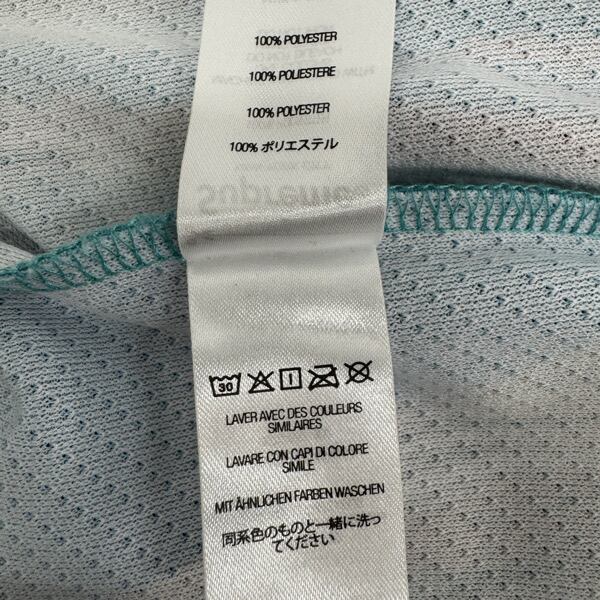 100% POLYESTER
100% POLIESTERE
100% POLYESTER
100% ポリエステル
Supreme
30
LAVER AVEC DES COULEURS
SIMILAIRES
LAVARE CON CAPI DI COLORE
SIMILE
MIT ÄHNLICHEN FARBEN WASCHEN
同系色のものと一緒に洗っ
てください